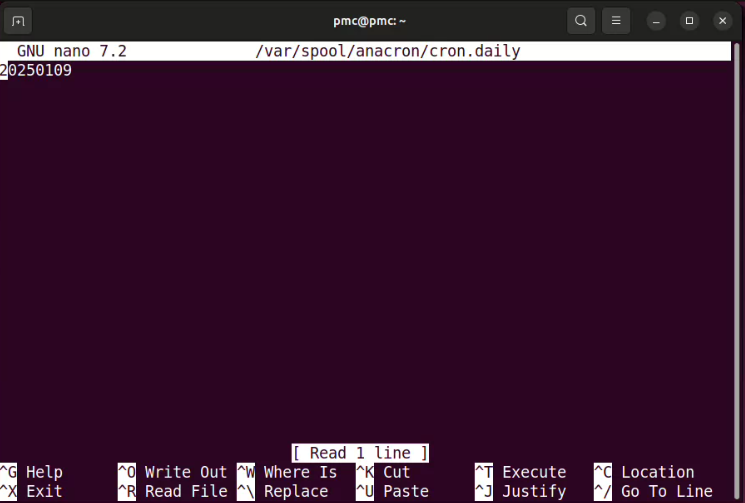 pmc@pmc: ~
GNU nano 7.2 /var/spool/anacron/cron.daily
20250109
[ Read 1 line ]
^G Help ^O Write Out ^W Where Is ^K Cut ^T Execute ^C Location
^X Exit ^R Read File ^\ Replace ^U Paste ^J Justify ^/ Go To Line